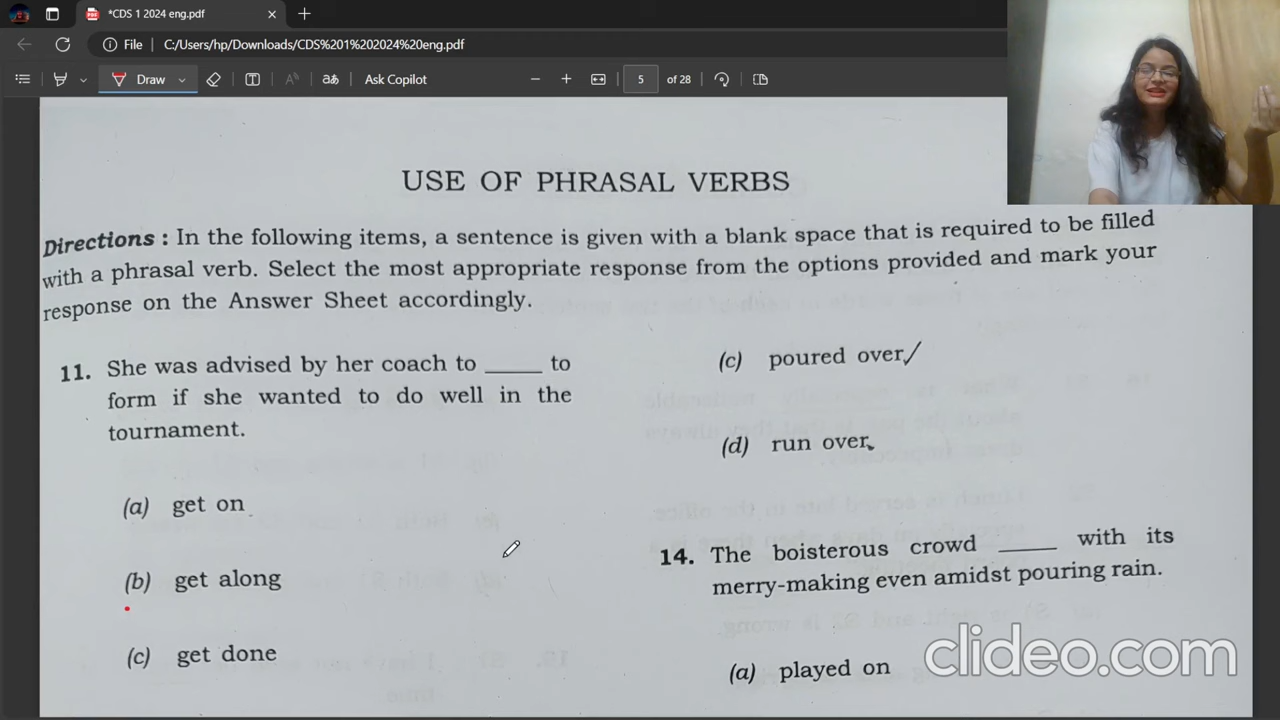 *CDS 1 2024 eng.pdf
File C:/Users/hp/Downloads/CDS%201%202024%20eng.pdf
Draw Ask Copilot 5 of 28
USE OF PHRASAL VERBS
Directions : In the following items, a sentence is given with a blank space that is required to be filled
with a phrasal verb. Select the most appropriate response from the options provided and mark your
response on the Answer Sheet accordingly.
11. She was advised by her coach to _____ to
form if she wanted to do well in the
tournament.
(a) get on
(b) get along
(c) get done
(c) poured over
(d) run over
14. The boisterous crowd _____ with its
merry-making even amidst pouring rain.
(a) played on
clideo.com